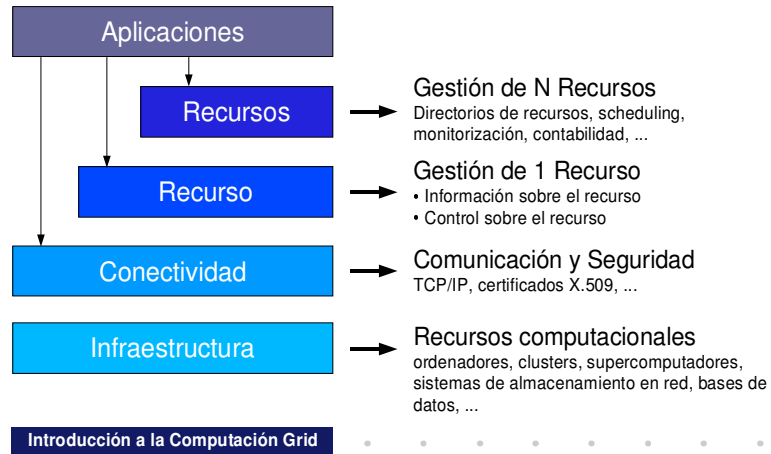 Aplicaciones
Recursos
Gestión de N Recursos
Directorios de recursos, scheduling,
monitorización, contabilidad, ...
Recurso
Gestión de 1 Recurso
• Información sobre el recurso
• Control sobre el recurso
Conectividad
Comunicación y Seguridad
TCP/IP, certificados X.509, ...
Infraestructura
Recursos computacionales
ordenadores, clusters, supercomputadores,
sistemas de almacenamiento en red, bases de
datos, ...
Introducción a la Computación Grid